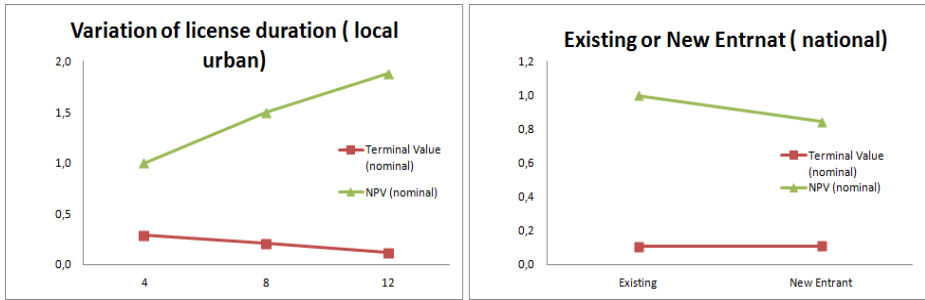 Variation of license duration ( local
urban)
2,0
1,5
1,0
0,5
0,0
4
8
12
Terminal Value
(nominal)
NPV (nominal)
Existing or New Entrnat ( national)
1,2
1,0
0,8
0,6
0,4
0,2
0,0
Existing
New Entrant
Terminal Value
(nominal)
NPV (nominal)